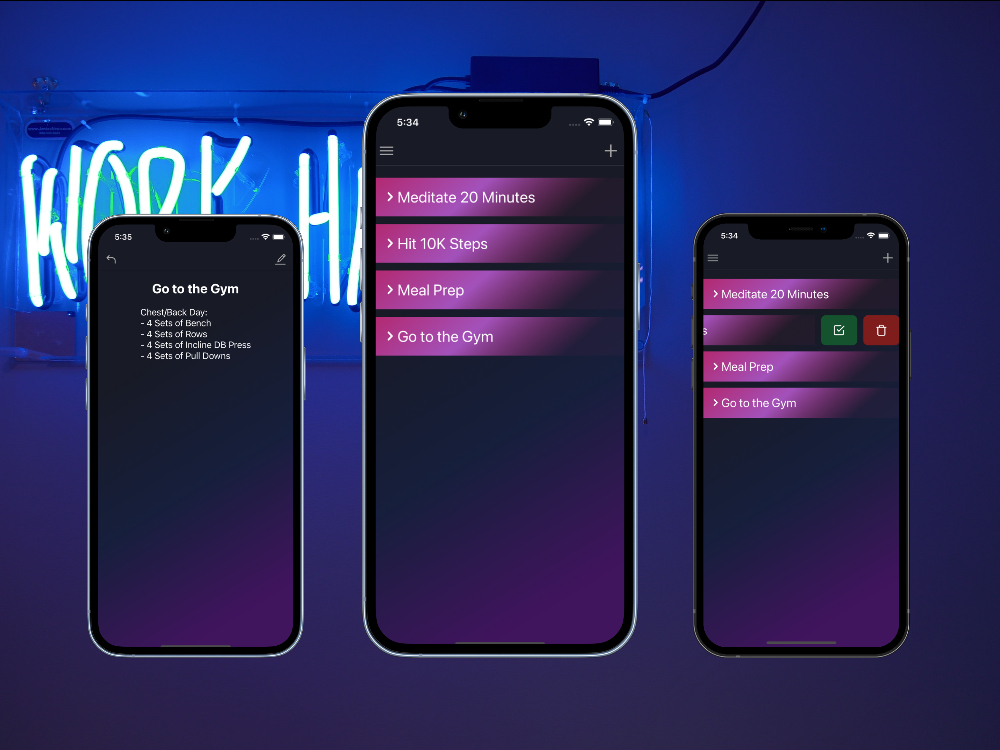 WORK HA
5:35
Go to the Gym
Chest/Back Day:
- 4 Sets of Bench
- 4 Sets of Rows
- 4 Sets of Incline DB Press
- 4 Sets of Pull Downs
5:34
Meditate 20 Minutes
Hit 10K Steps
Meal Prep
Go to the Gym
5:34
Meditate 20 Minutes
s
Meal Prep
Go to the Gym